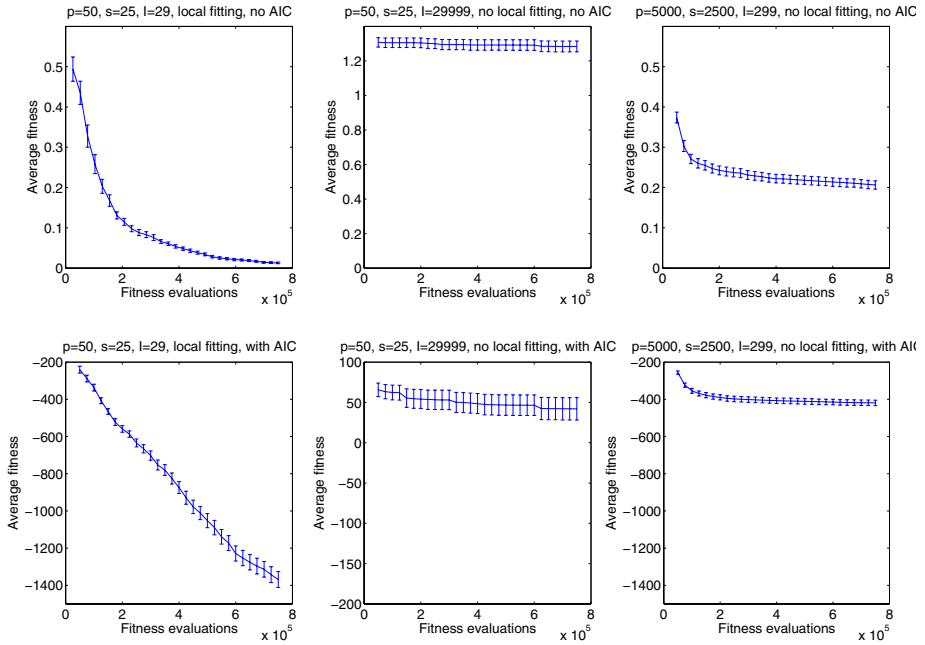 p=50, s=25, I=29, local fitting, no AIC
Average fitness
0.5
0.4
0.3
0.2
0.1
0
0 2 4 6 8
Fitness evaluations
x 10^5
p=50, s=25, I=29999, no local fitting, no AIC
Average fitness
1.2
1
0.8
0.6
0.4
0.2
0
0 2 4 6 8
Fitness evaluations
x 10^5
p=5000, s=2500, I=299, no local fitting, no AIC
Average fitness
0.5
0.4
0.3
0.2
0.1
0
0 2 4 6 8
Fitness evaluations
x 10^5
p=50, s=25, I=29, local fitting, with AIC
Average fitness
−200
−400
−600
−800
−1000
−1200
−1400
0 2 4 6 8
Fitness evaluations
x 10^5
p=50, s=25, I=29999, no local fitting, with AIC
Average fitness
100
50
0
−50
−100
−150
−200
0 2 4 6 8
Fitness evaluations
x 10^5
p=5000, s=2500, I=299, no local fitting, with AIC
Average fitness
−200
−400
−600
−800
−1000
−1200
−1400
0 2 4 6 8
Fitness evaluations
x 10^5